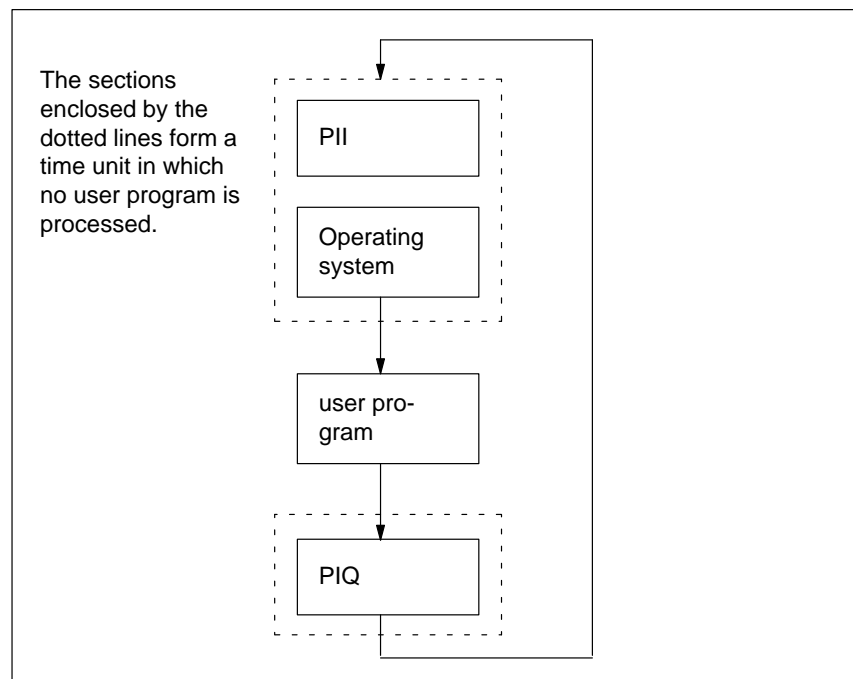 The sections
enclosed by the
dotted lines form a
time unit in which
no user program is
processed.
PII
Operating
system
user pro-
gram
PIQ